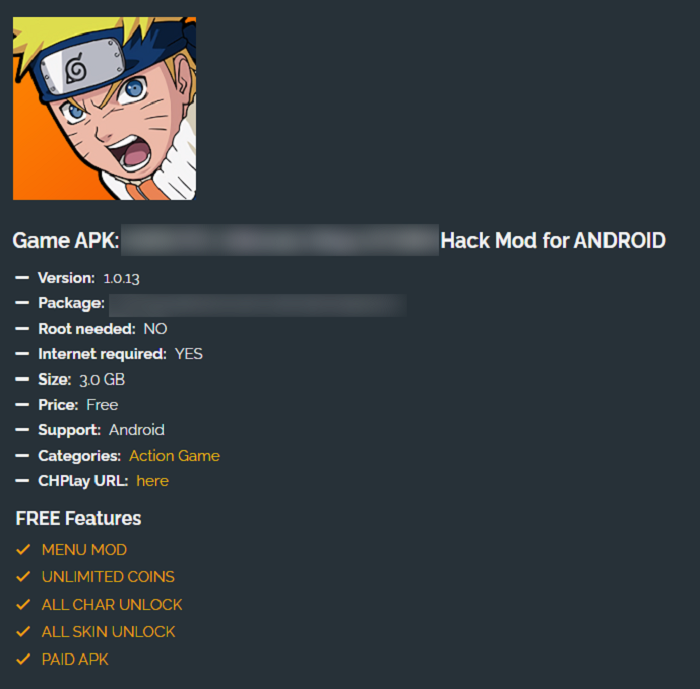 Game APK: Hack Mod for ANDROID
Version: 1.0.13
Package:
Root needed: NO
Internet required: YES
Size: 3.0 GB
Price: Free
Support: Android
Categories: Action Game
CHPlay URL: here
FREE Features
MENU MOD
UNLIMITED COINS
ALL CHAR UNLOCK
ALL SKIN UNLOCK
PAID APK